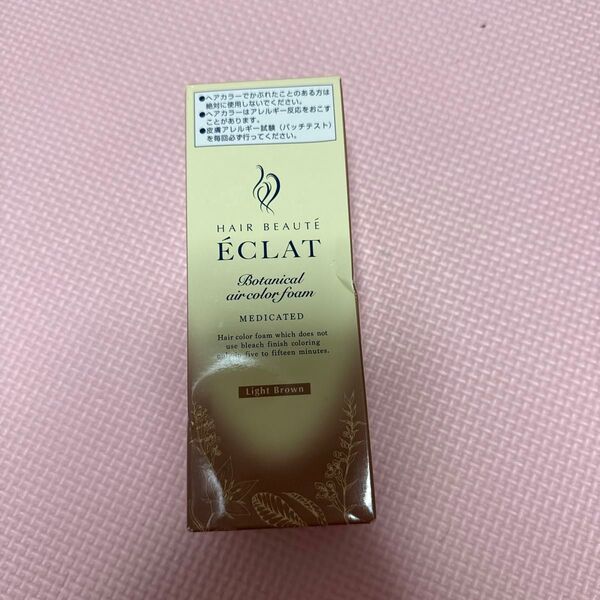 ●ヘアカラーでかぶれたことのある方は
絶対に使用しないでください。
●ヘアカラーはアレルギー反応をおこす
ことがあります。
●皮膚アレルギー試験（パッチテスト）
を毎回必ず行ってください。
HAIR BEAUTÉ
ÉCLAT
Botanical
air color foam
MEDICATED
Hair color foam which does not
use bleach finish coloring
five to fifteen minutes.
Light Brown